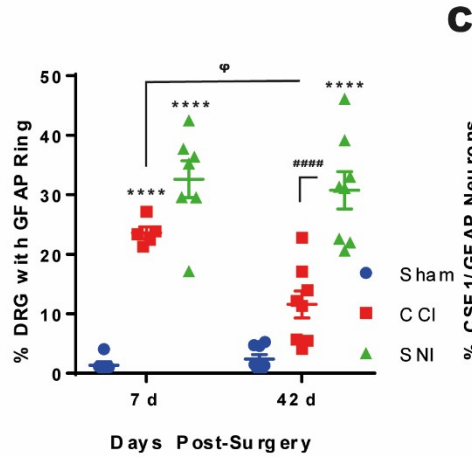 C
φ
50
****
****
40
####
****
30
20
Sham
10
CCI
SNI
0
7 d
42 d
Days Post-Surgery
% DRG with GFAP Ring
% CSF1/GFAP Neurons